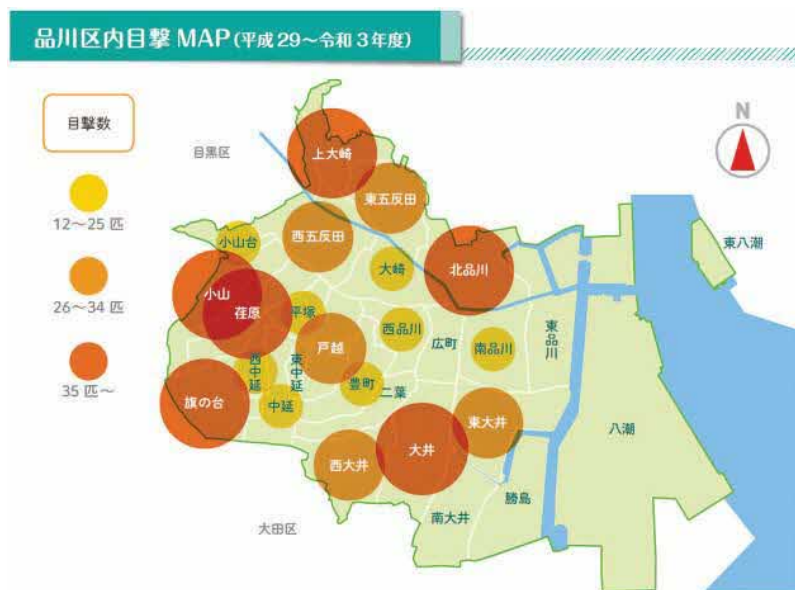 品川区内目撃 MAP(平成29〜令和3年度)
目撃数
12〜25 匹
26〜34 匹
35 匹〜
N
目黒区
上大崎
東五反田
西五反田
小山台
大崎
北品川
東八潮
小山
荏原
平塚
西品川
広町
南品川
東品川
戸越
西中延
東中延
豊町
二葉
旗の台
中延
東大井
八潮
大井
西大井
勝島
南大井
大田区